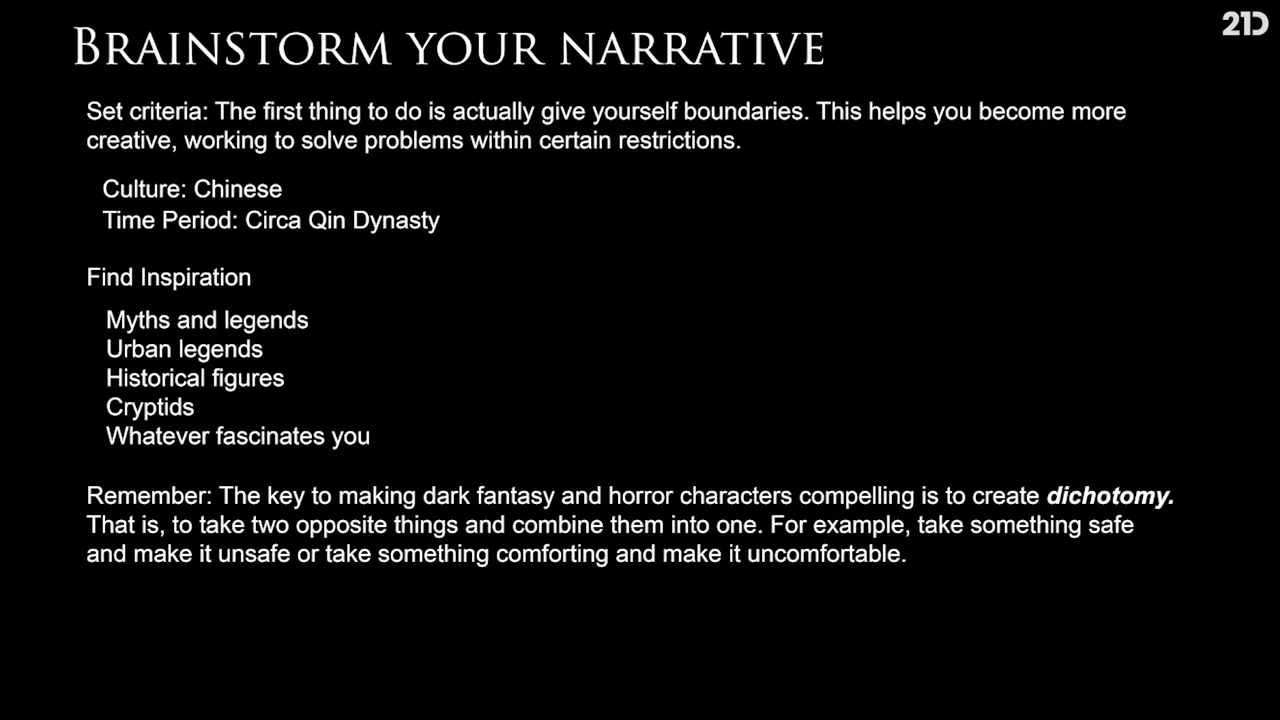 21D
BRAINSTORM YOUR NARRATIVE
Set criteria: The first thing to do is actually give yourself boundaries. This helps you become more
creative, working to solve problems within certain restrictions.
Culture: Chinese
Time Period: Circa Qin Dynasty
Find Inspiration
Myths and legends
Urban legends
Historical figures
Cryptids
Whatever fascinates you
Remember: The key to making dark fantasy and horror characters compelling is to create dichotomy.
That is, to take two opposite things and combine them into one. For example, take something safe
and make it unsafe or take something comforting and make it uncomfortable.